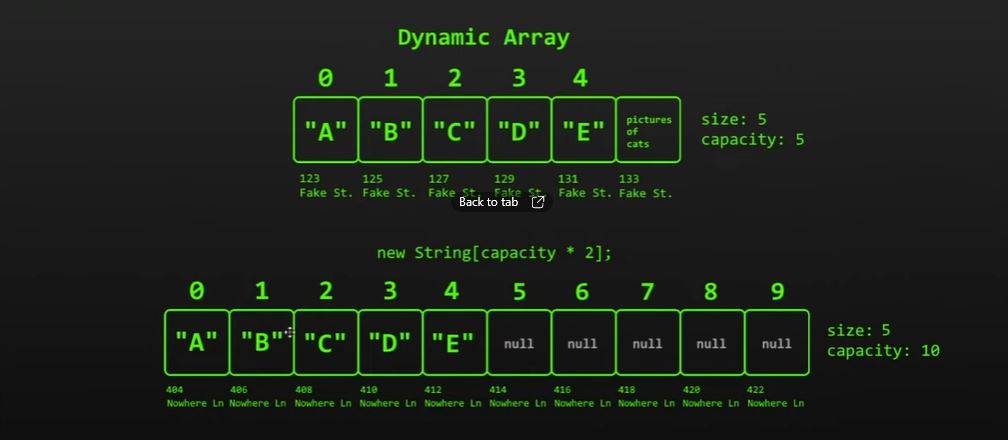 Dynamic Array
0 1 2 3 4
"A" "B" "C" "D" "E" pictures
of
cats
size: 5
capacity: 5
123 125 127 129 131 133
Fake St. Fake St. Fake St. Fake St. Fake St. Fake St.
Back to tab
new String[capacity * 2];
0 1 2 3 4 5 6 7 8 9
"A" "B" "C" "D" "E" null null null null null
size: 5
capacity: 10
404 406 408 410 412 414 416 418 420 422
Nowhere Ln Nowhere Ln Nowhere Ln Nowhere Ln Nowhere Ln Nowhere Ln Nowhere Ln Nowhere Ln Nowhere Ln Nowhere Ln